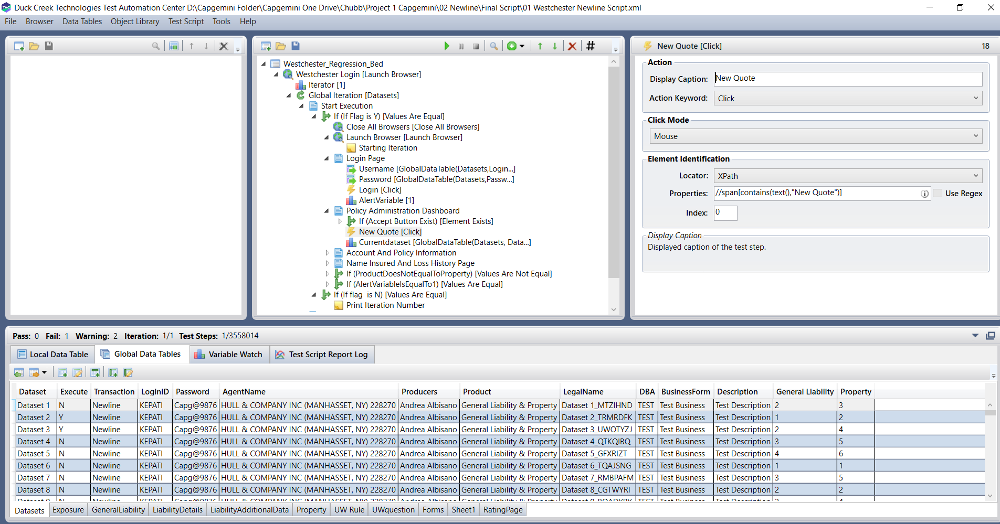 Duck Creek Technologies Test Automation Center D:\Capgemini Folder\Capgemini One Drive\Chubb\Project 1 Capgemini\02 Newline\Final Script\01 Westchester Newline Script.xml
File Browser Data Tables Object Library Test Script Tools Help
Westchester_Regression_Bed
Westchester Login [Launch Browser]
Iterator [1]
Global Iteration [Datasets]
Start Execution
If (If Flag is Y) [Values Are Equal]
Close All Browsers [Close All Browsers]
Launch Browser [Launch Browser]
Starting Iteration
Login Page
Username [GlobalDataTable(Datasets,Login...]
Password [GlobalDataTable(Datasets,Passw...]
Login [Click]
AlertVariable [1]
Policy Administration Dashboard
If (Accept Button Exist) [Element Exists]
New Quote [Click]
Currentdataset [GlobalDataTable(Datasets, Data...]
Account And Policy Information
Name Insured And Loss History Page
If (ProductDoesNotEqualToProperty) [Values Are Not Equal]
If (AlertVariableIsEqualTo1) [Values Are Equal]
If (If flag  is N) [Values Are Equal]
Print Iteration Number
New Quote [Click] 18
Action
Display Caption: New Quote
Action Keyword: Click
Click Mode
Mouse
Element Identification
Locator: XPath
Properties: //span[contains(text(),"New Quote")] Use Regex
Index: 0
Display Caption
Displayed caption of the test step.
Pass: 0 Fail: 1 Warning: 2 Iteration: 1/1 Test Steps: 1/3558014
Local Data Table Global Data Tables Variable Watch Test Script Report Log
Dataset Execute Transaction LoginID Password AgentName Producers Product LegalName DBA BusinessForm Description General Liability Property
Dataset 1 N Newline KEPATI Capg@9876 HULL & COMPANY INC (MANHASSET, NY) 228270 Andrea Albisano General Liability & Property Dataset 1_MTZIHND TEST Test Business Test Description 2 3
Dataset 2 Y Newline KEPATI Capg@9876 HULL & COMPANY INC (MANHASSET, NY) 228270 Andrea Albisano General Liability & Property Dataset 2_TRMRDFK TEST Test Business Test Description 1 2
Dataset 3 Y Newline KEPATI Capg@9876 HULL & COMPANY INC (MANHASSET, NY) 228270 Andrea Albisano General Liability & Property Dataset 3_UWOTYZJ TEST Test Business Test Description 2 4
Dataset 4 N Newline KEPATI Capg@9876 HULL & COMPANY INC (MANHASSET, NY) 228270 Andrea Albisano General Liability & Property Dataset 4_QTKQIBQ TEST Test Business Test Description 3 5
Dataset 5 N Newline KEPATI Capg@9876 HULL & COMPANY INC (MANHASSET, NY) 228270 Andrea Albisano General Liability & Property Dataset 5_GFXRIZT TEST Test Business Test Description 4 6
Dataset 6 N Newline KEPATI Capg@9876 HULL & COMPANY INC (MANHASSET, NY) 228270 Andrea Albisano General Liability & Property Dataset 6_TQAJSNG TEST Test Business Test Description 1 1
Dataset 7 N Newline KEPATI Capg@9876 HULL & COMPANY INC (MANHASSET, NY) 228270 Andrea Albisano General Liability & Property Dataset 7_RMBPAFM TEST Test Business Test Description 3 5
Dataset 8 N Newline KEPATI Capg@9876 HULL & COMPANY INC (MANHASSET, NY) 228270 Andrea Albisano General Liability & Property Dataset 8_CGTWYRI TEST Test Business Test Description 2 2
Datasets Exposure GeneralLiability LiabilityDetails LiabilityAdditionalData Property UW Rule UWquestion Forms Sheet1 RatingPage